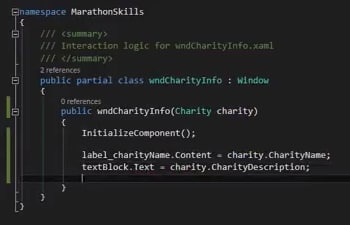 namespace MarathonSkills
{
/// <summary>
/// Interaction logic for wndCharityInfo.xaml
/// </summary>
2 references
public partial class wndCharityInfo : Window
{
0 references
public wndCharityInfo(Charity charity)
{
InitializeComponent();
label_charityName.Content = charity.CharityName;
textBlock.Text = charity.CharityDescription;
}
}
}